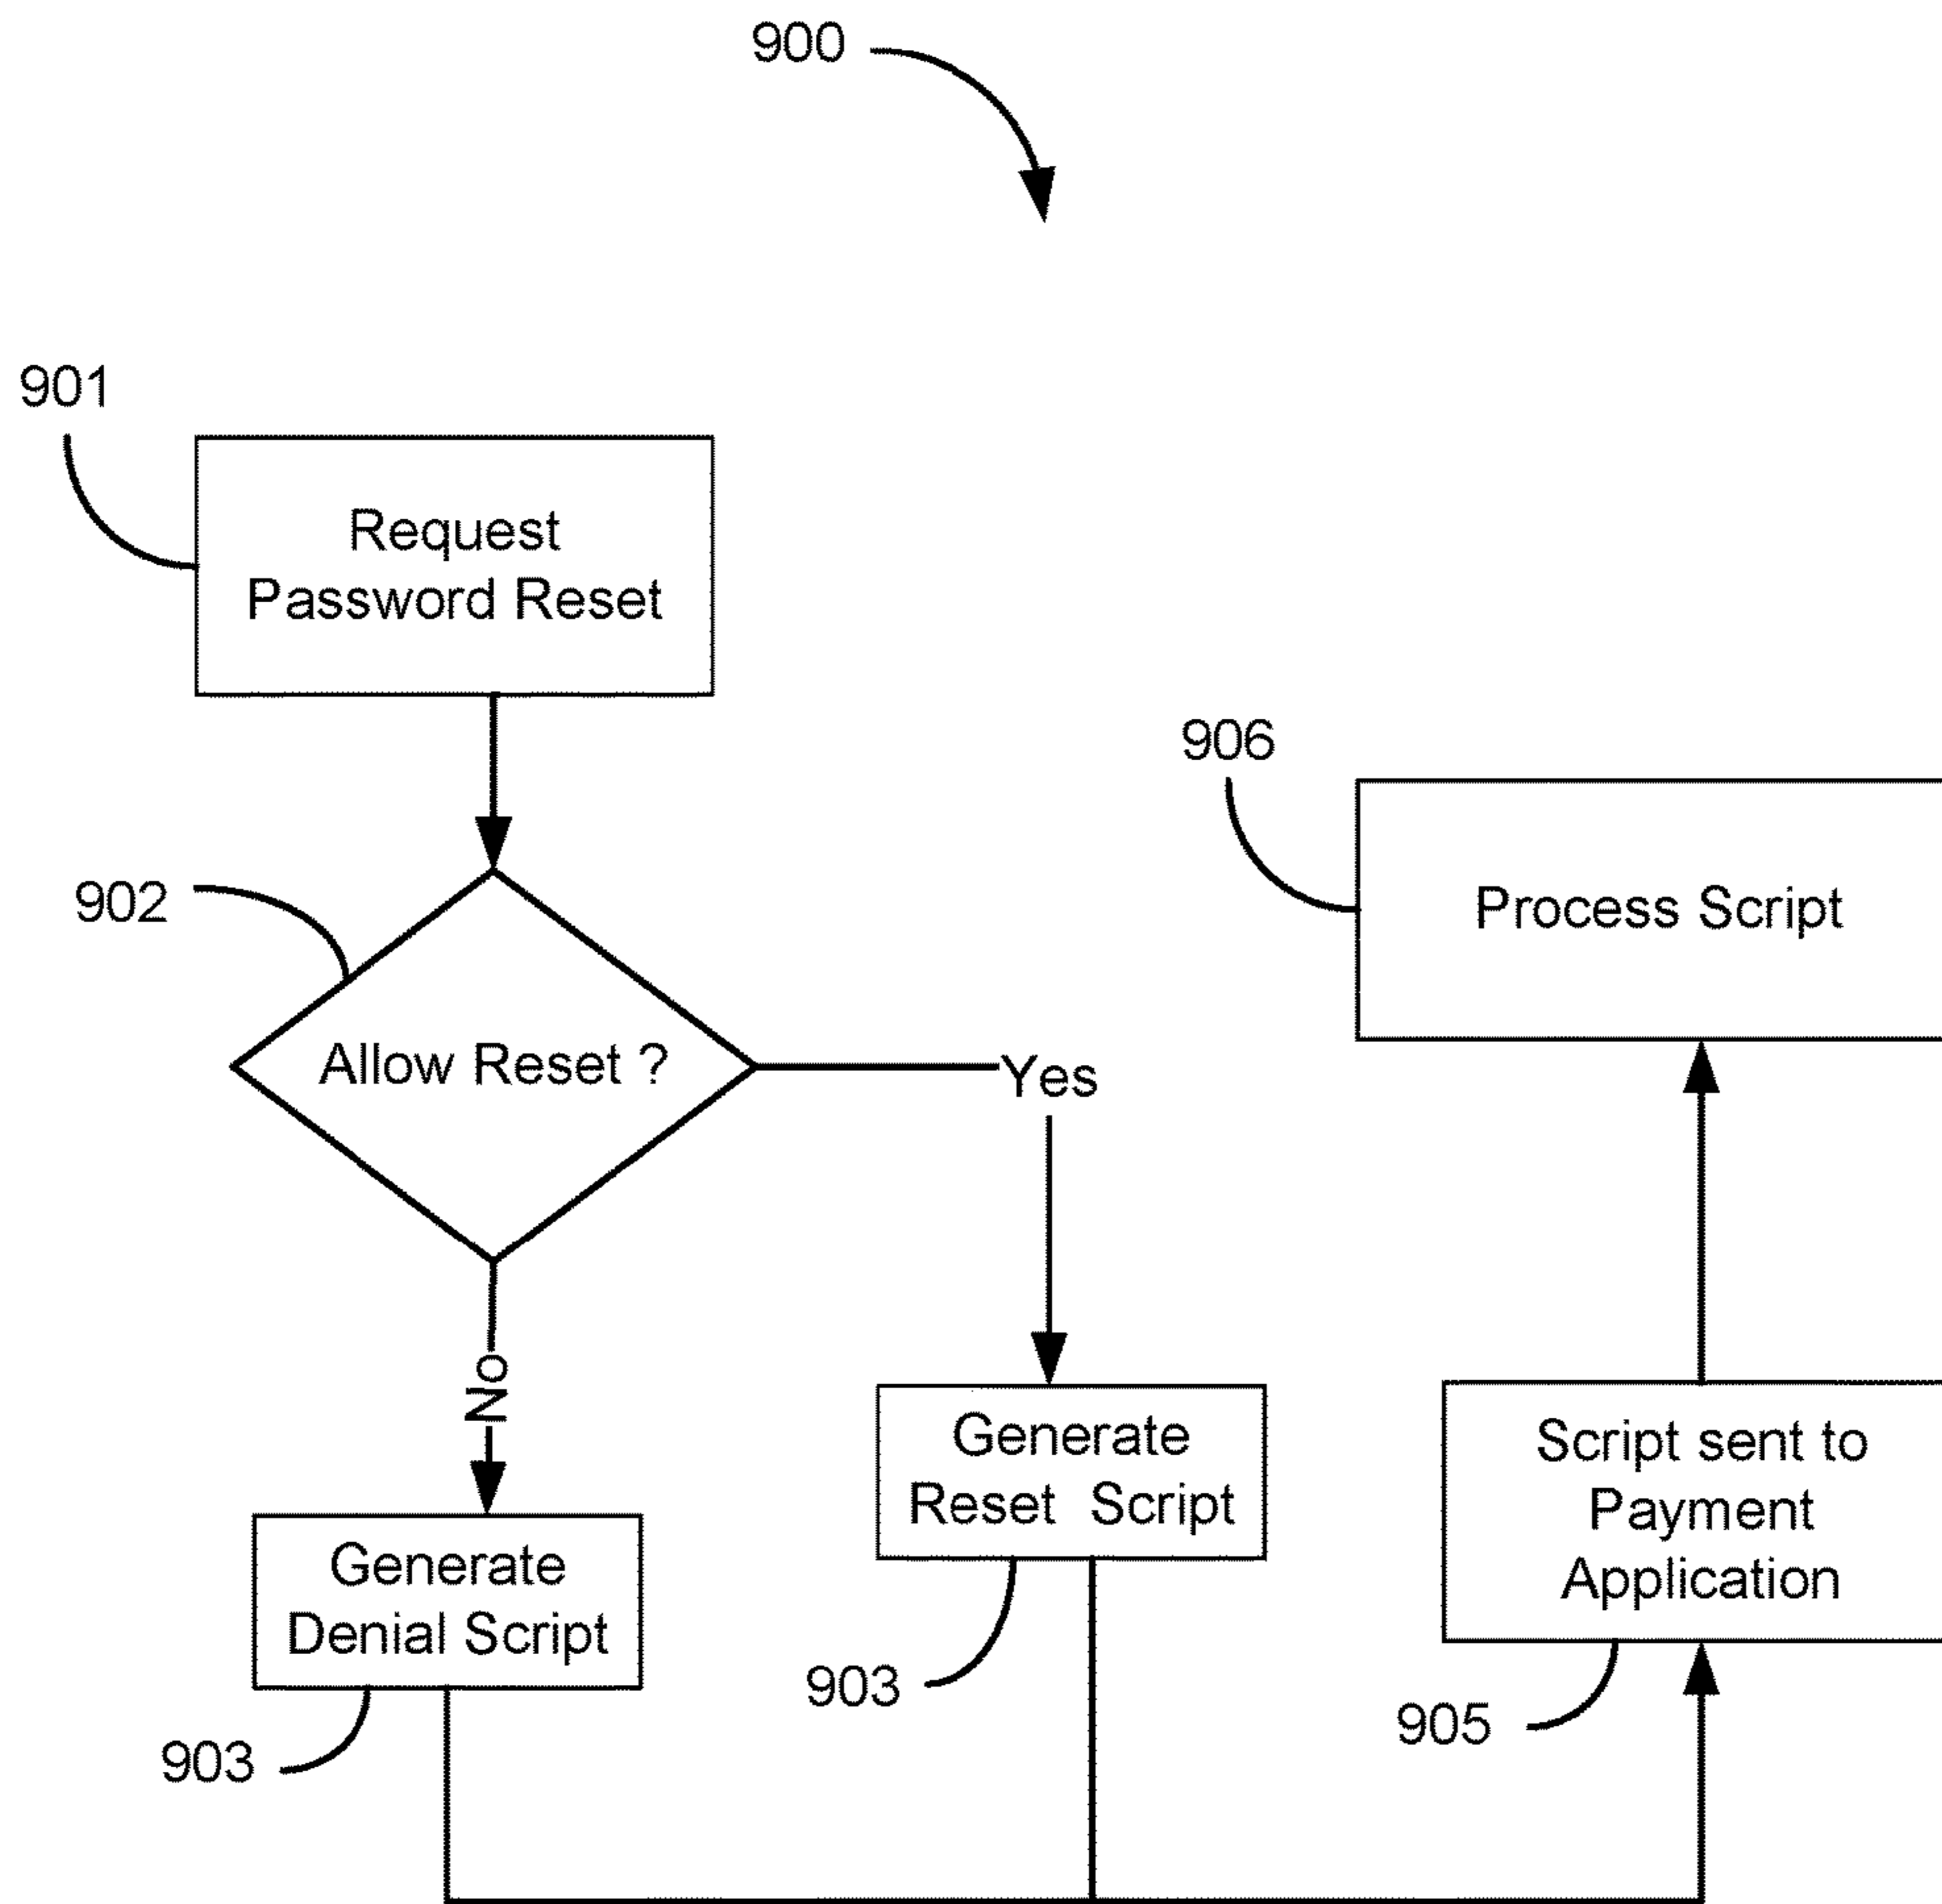 900
901
Request
Password Reset
906
Process Script
902
Allow Reset ?
Yes
No
Generate
Reset Script
Script sent to
Payment
Application
Generate
Denial Script
903
905
903